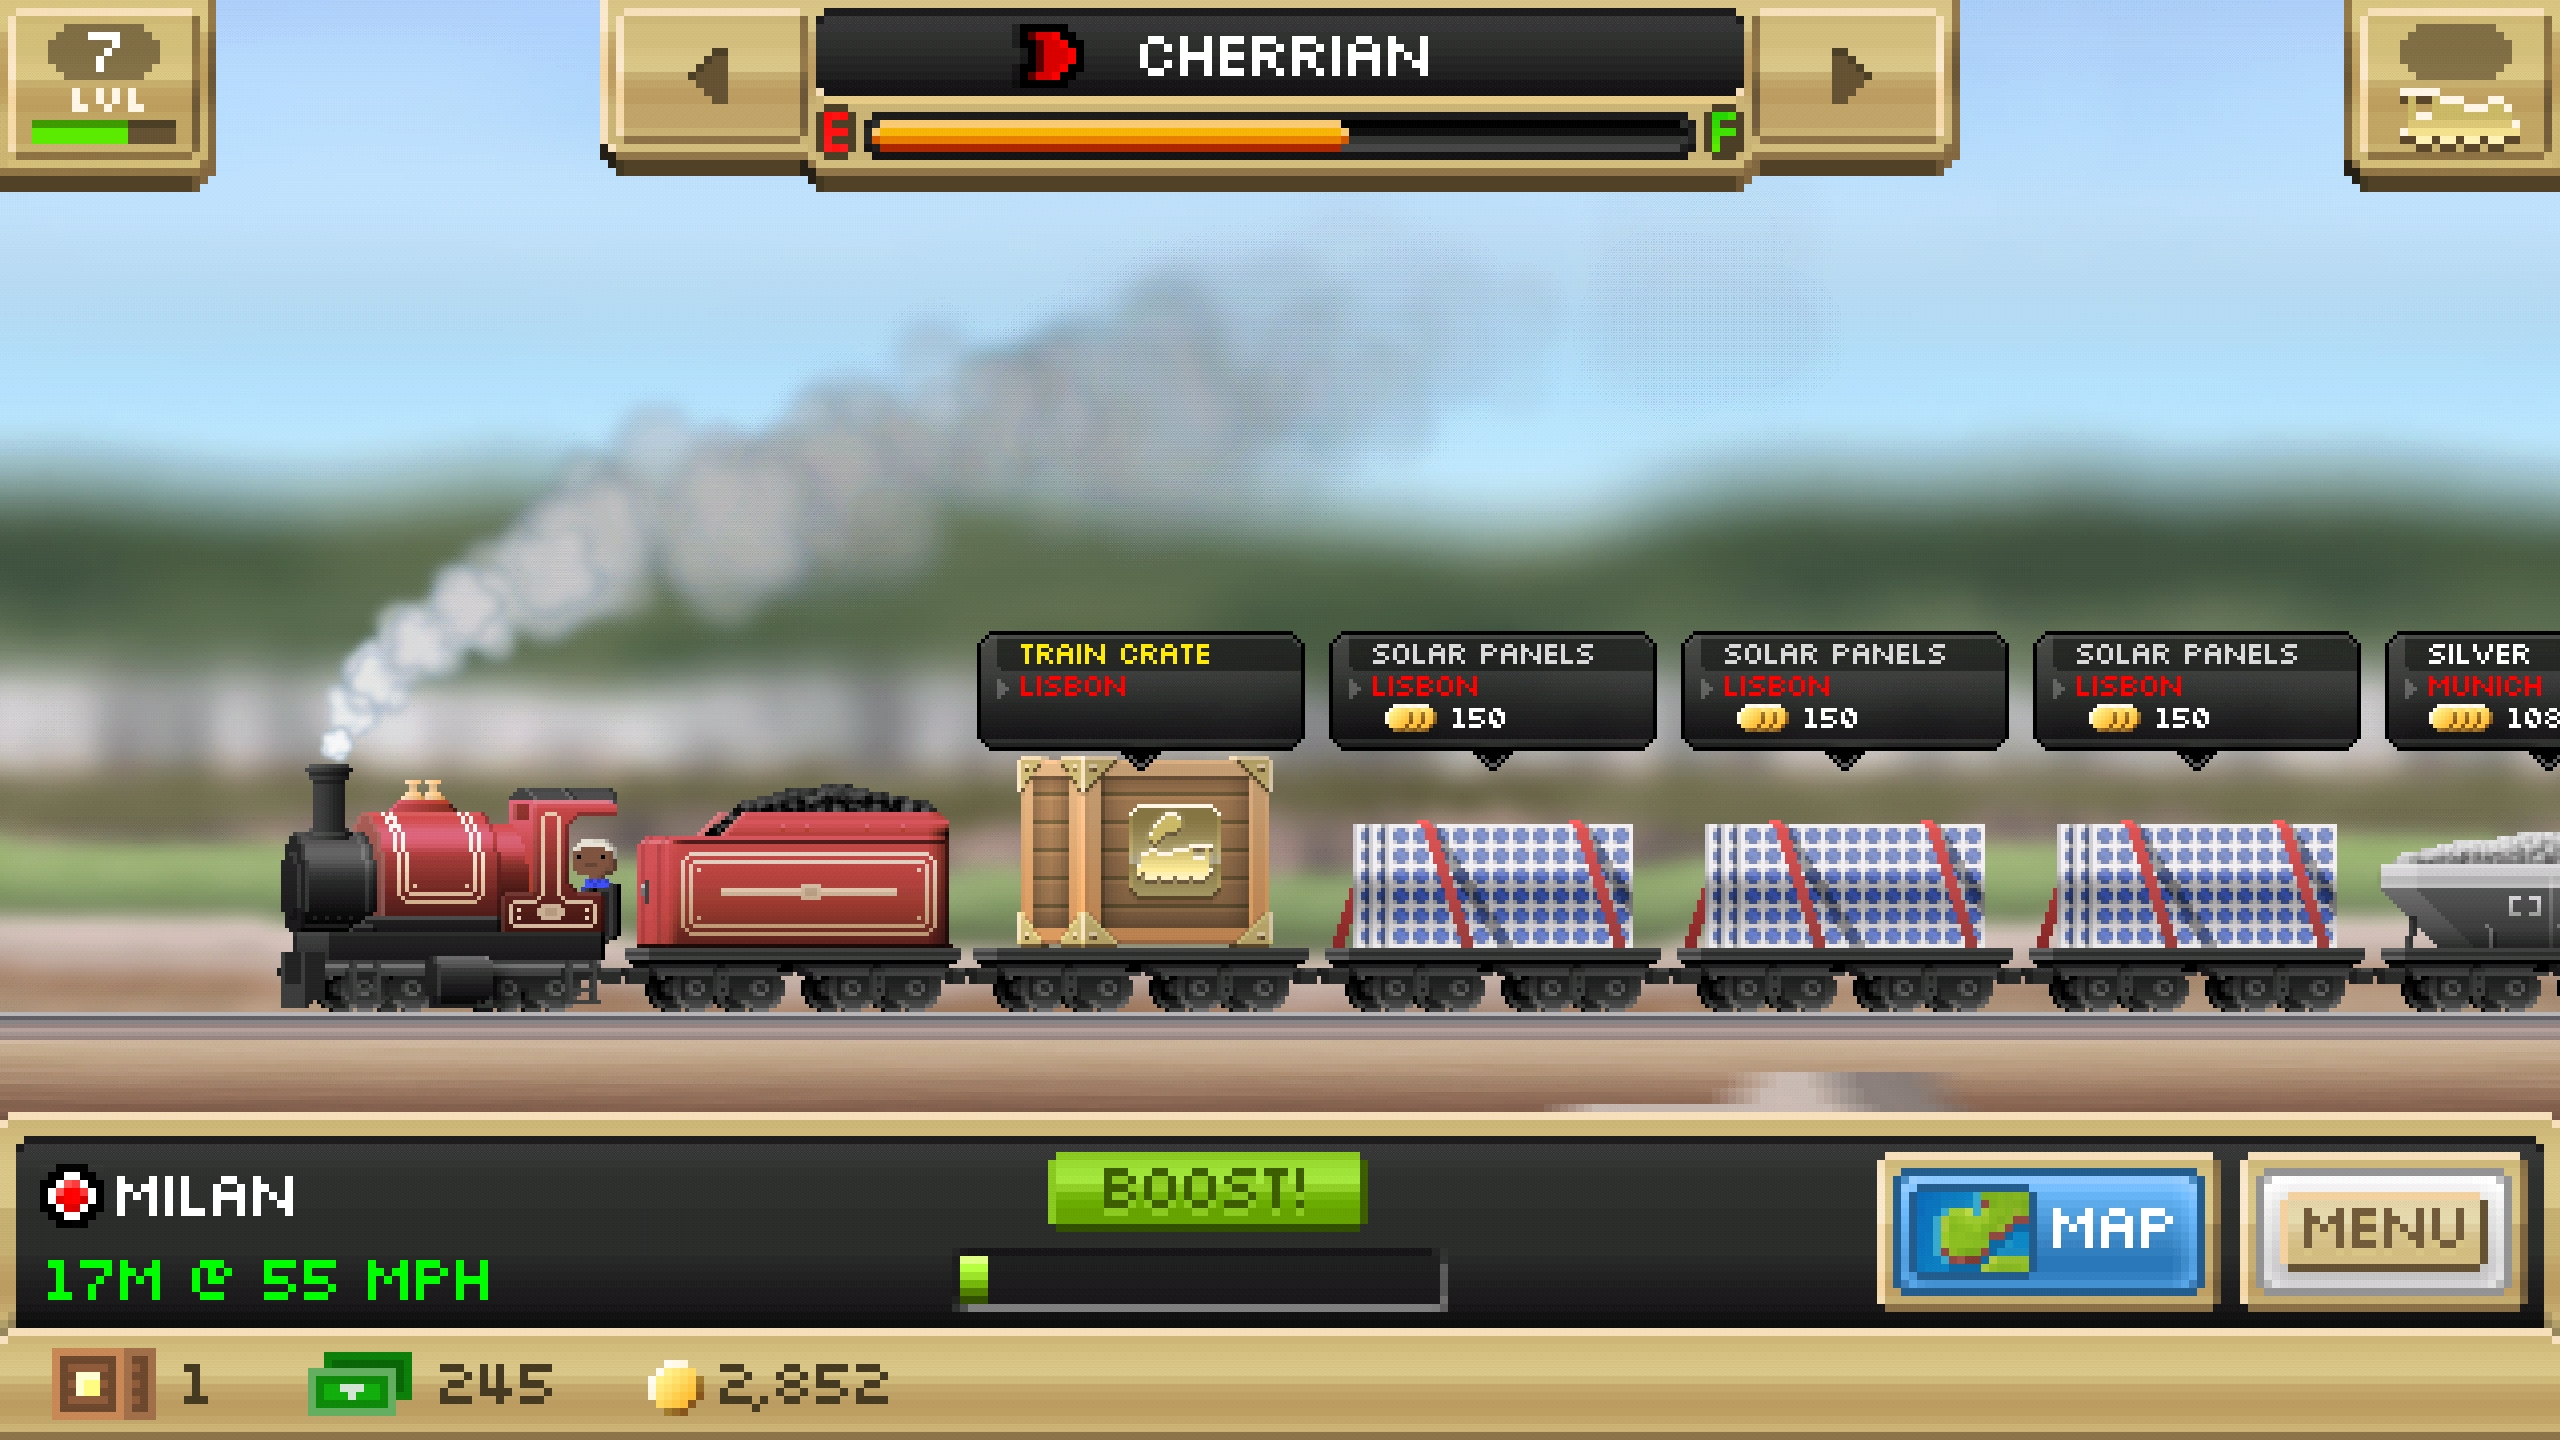 7
LVL
CHERRIAN
E F
TRAIN CRATE
LISBON
SOLAR PANELS
LISBON
150
SOLAR PANELS
LISBON
150
SOLAR PANELS
LISBON
150
SILVER
MUNICH
108
MILAN
17M @ 55 MPH
BOOST!
MAP
MENU
1
245
2,852